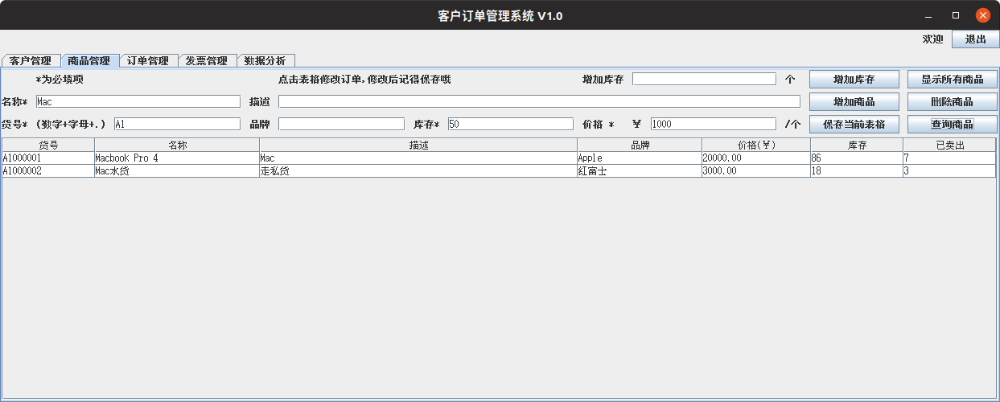 客户订单管理系统 V1.0
欢迎 退出
客户管理 商品管理 订单管理 发票管理 数据分析
*为必填项 点击表格修改订单,修改后记得保存哦 增加库存 个 增加库存 显示所有商品
名称* Mac 描述 增加商品 删除商品
货号* (数字+字母+.) A1 品牌 库存* 50 价格 * ¥ 1000 /个 保存当前表格 查询商品
货号 名称 描述 品牌 价格(¥) 库存 已卖出
A1000001 Macbook Pro 4 Mac Apple 20000.00 86 7
A1000002 Mac水货 走私货 红富士 3000.00 18 3